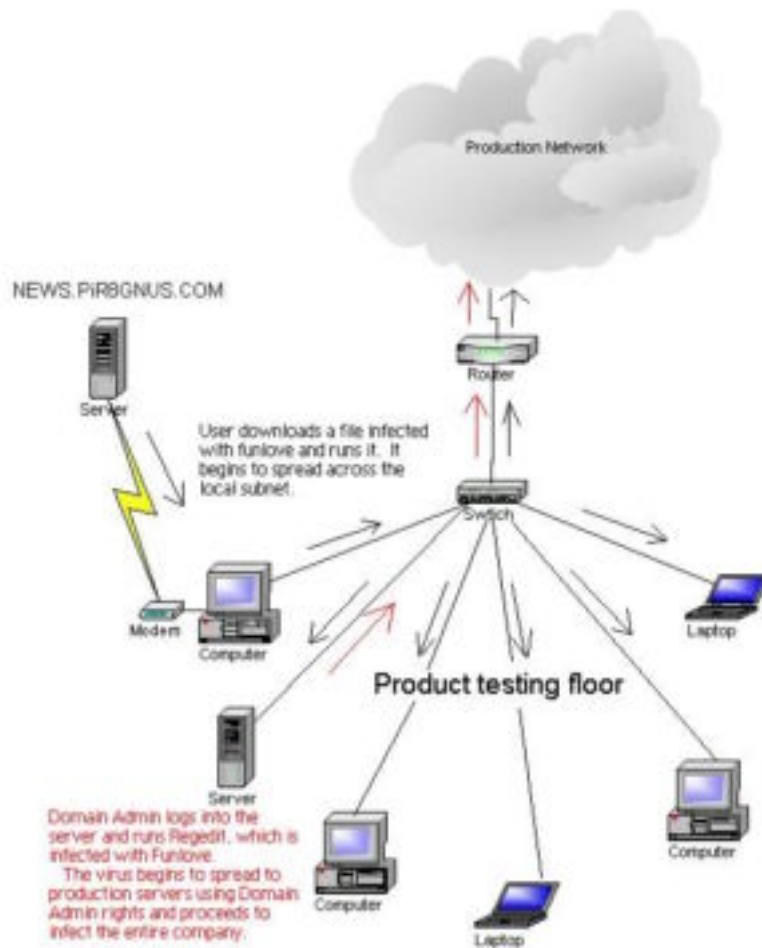 Production Network
NEWS.PiR8GNUS.COM
Router
Server
User downloads a file infected
with funlove and runs it. It
begins to spread across the
local subnet.
Switch
Modem
Computer
Laptop
Product testing floor
Server
Domain Admin logs into the
server and runs Regedit, which is
infected with Funlove.
The virus begins to spread to
production servers using Domain
Admin rights and proceeds to
infect the entire company.
Computer
Laptop
Computer